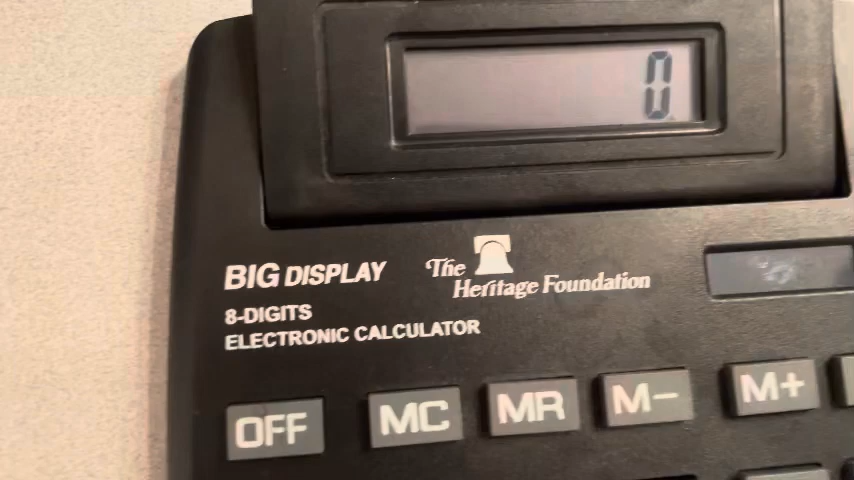 0
BIG DISPLAY
The
Heritage Foundation
8-DIGITS
ELECTRONIC CALCULATOR
OFF
MC
MR
M−
M+